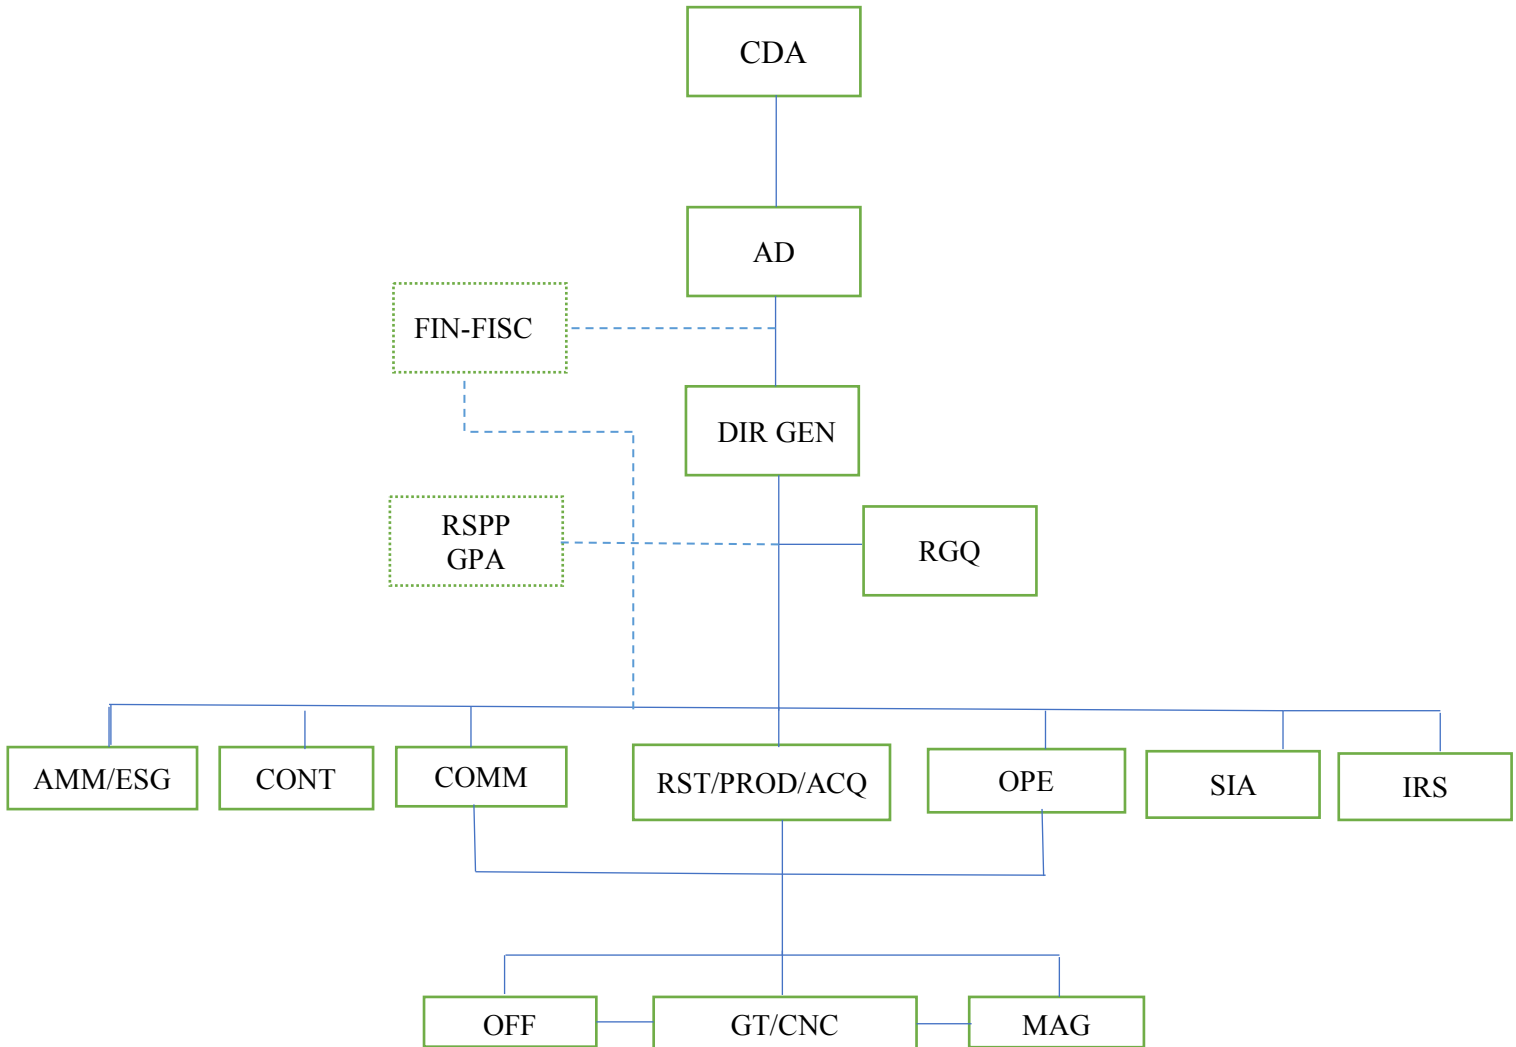 CDA
AD
FIN-FISC
DIR GEN
RSPP
GPA
RGQ
AMM/ESG
CONT
COMM
RST/PROD/ACQ
OPE
SIA
IRS
OFF
GT/CNC
MAG